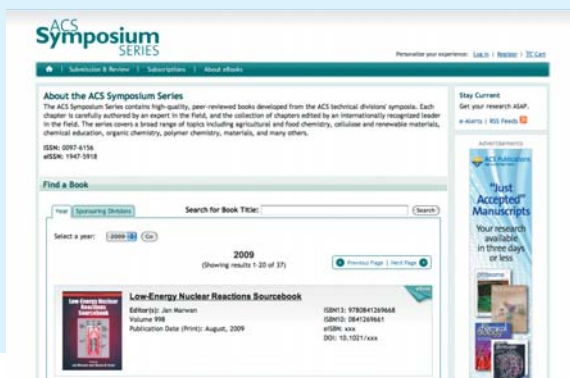 ACS
Symposium
SERIES
Personalize your experience: Log In | Register | Cart
Submission & Review | Subscriptions | About eBooks
About the ACS Symposium Series
The ACS Symposium Series contains high-quality, peer-reviewed books developed from the ACS technical divisions' symposia. Each
chapter is carefully authored by an expert in the field, and the collection of chapters edited by an internationally recognized leader
in the field. The series covers a broad range of topics including agricultural and food chemistry, cellulose and renewable materials,
chemical education, organic chemistry, polymer chemistry, materials, and many others.
ISSN: 0097-6156
eISSN: 1947-5918
Stay Current
Get your research ASAP.
e-Alerts | RSS Feeds
Advertisements
ACS Publications
"Just
Accepted"
Manuscripts
Your research
available
in three days
or less
Find a Book
Year
Sponsoring Divisions
Search for Book Title:
Search
Select a year: 2009 Go
2009
(Showing results 1-20 of 37)
Previous Page | Next Page
Low-Energy Nuclear
Reactions
Sourcebook
Low-Energy Nuclear Reactions Sourcebook
Editor(s): Jan Marwan
Volume 998
Publication Date (Print): August, 2009
ISBN13: 9780841269668
ISBN10: 0841269661
eISBN: xxx
DOI: 10.1021/xxx